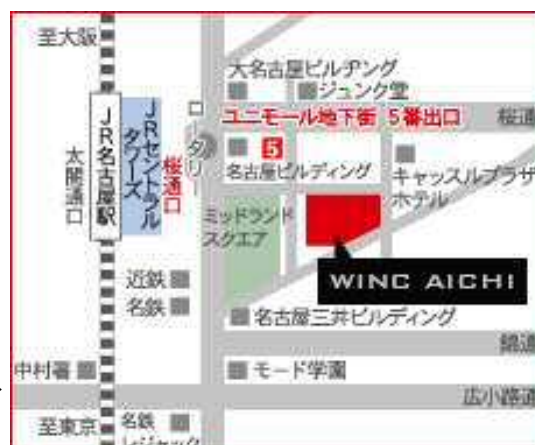 至大阪
大名古屋ビルヂング
ジュンク堂
ユニモール地下街 5番出口
桜通
JR名古屋駅
JRセントラル
タワーズ
ロータリー
桜通口
太閤通口
5
名古屋ビルディング
キャッスルプラザ
ホテル
ミッドランド
スクエア
WINC AICHI
近鉄
名鉄
名古屋三井ビルディング
錦通
中村署
モード学園
広小路通
至東京
名鉄
レジャック